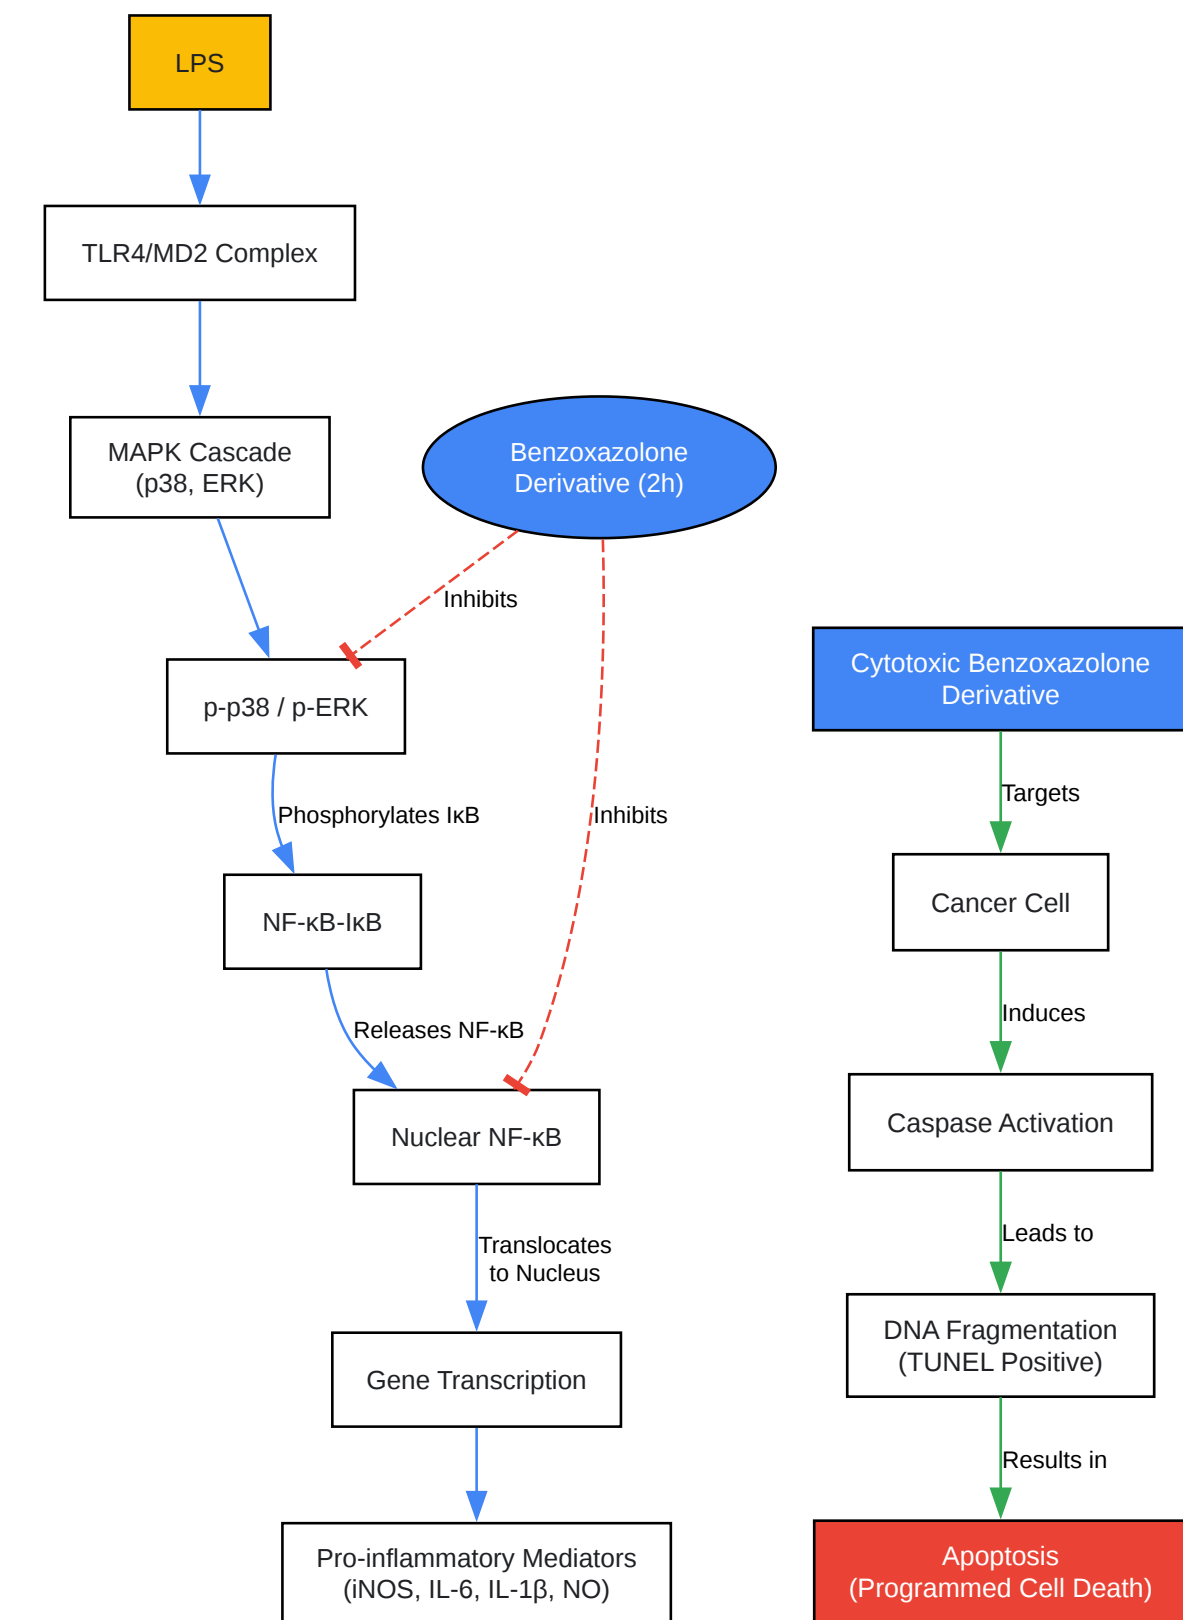 LPS
TLR4/MD2 Complex
MAPK Cascade
(p38, ERK)
Benzoxazolone
Derivative (2h)
Inhibits
p-p38 / p-ERK
Phosphorylates IκB
Inhibits
NF-κB-IκB
Releases NF-κB
Nuclear NF-κB
Translocates
to Nucleus
Gene Transcription
Pro-inflammatory Mediators
(iNOS, IL-6, IL-1β, NO)
Cytotoxic Benzoxazolone
Derivative
Targets
Cancer Cell
Induces
Caspase Activation
Leads to
DNA Fragmentation
(TUNEL Positive)
Results in
Apoptosis
(Programmed Cell Death)